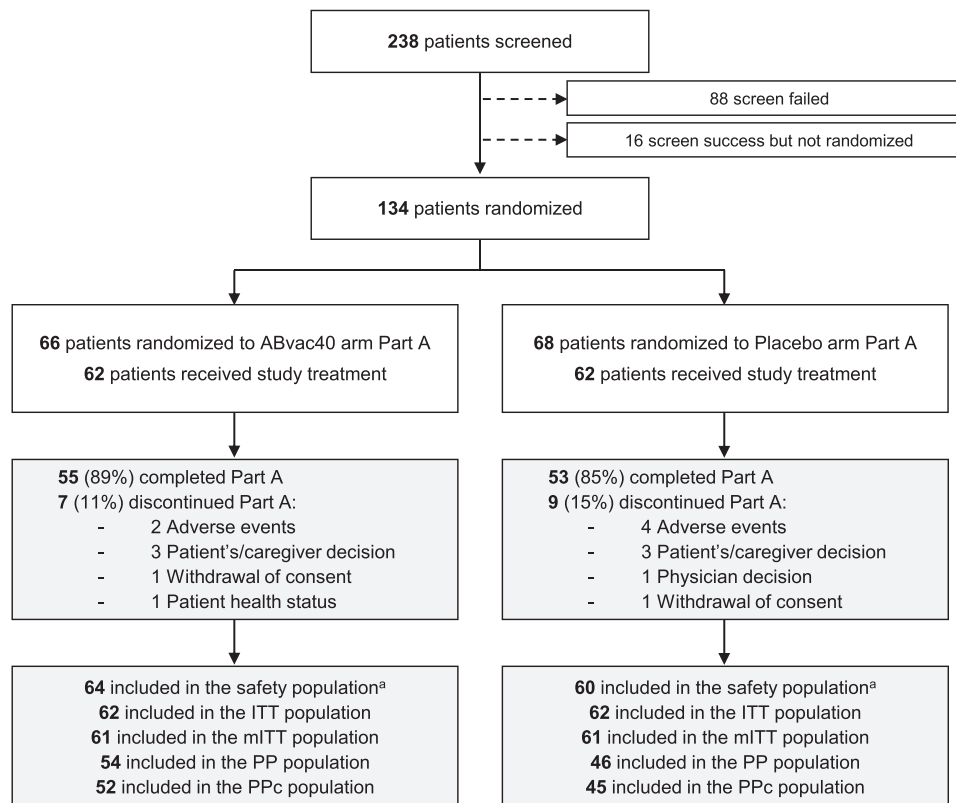 238 patients screened
88 screen failed
16 screen success but not randomized
134 patients randomized
66 patients randomized to ABvac40 arm Part A
62 patients received study treatment
68 patients randomized to Placebo arm Part A
62 patients received study treatment
55 (89%) completed Part A
7 (11%) discontinued Part A:
- 2 Adverse events
- 3 Patient's/caregiver decision
- 1 Withdrawal of consent
- 1 Patient health status
53 (85%) completed Part A
9 (15%) discontinued Part A:
- 4 Adverse events
- 3 Patient's/caregiver decision
- 1 Physician decision
- 1 Withdrawal of consent
64 included in the safety populationᵃ
62 included in the ITT population
61 included in the mITT population
54 included in the PP population
52 included in the PPc population
60 included in the safety populationᵃ
62 included in the ITT population
61 included in the mITT population
46 included in the PP population
45 included in the PPc population